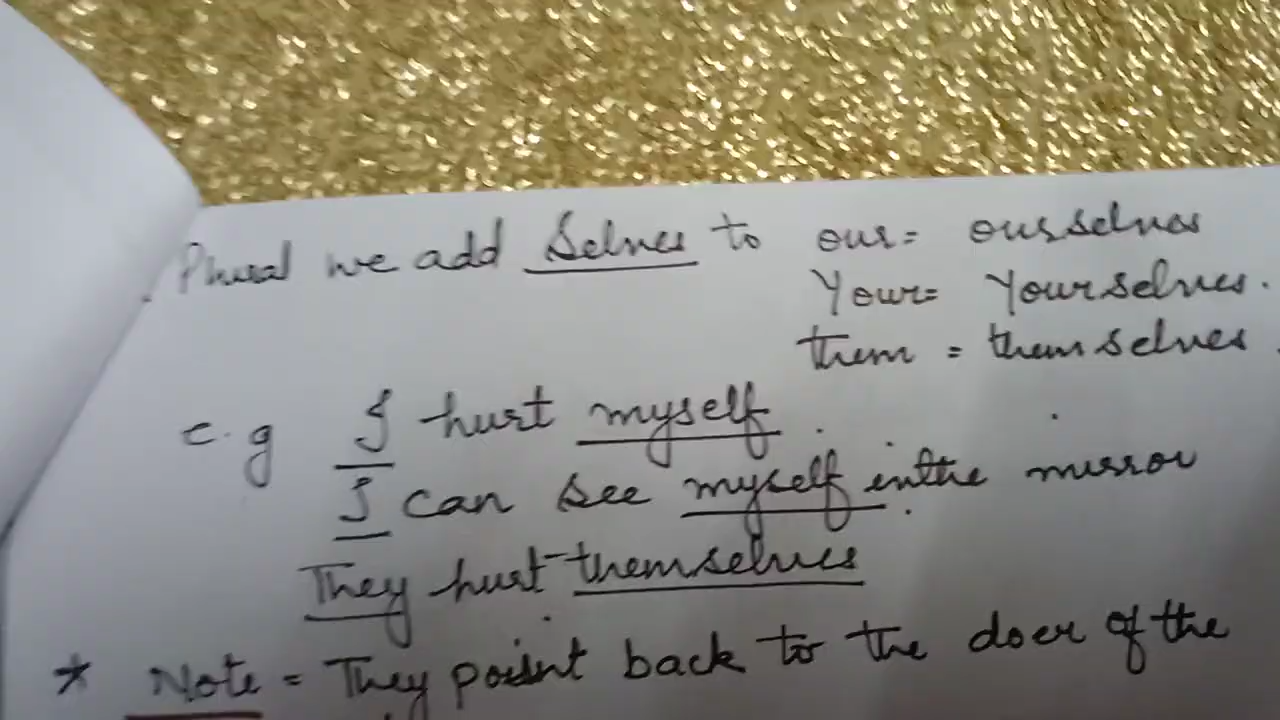 Plural we add Selves to our = ourselves
Your = Yourselves.
them = themselves.
e.g I hurt myself.
I can see myself in the mirror.
They hurt themselves.
* Note = They point back to the doer of the